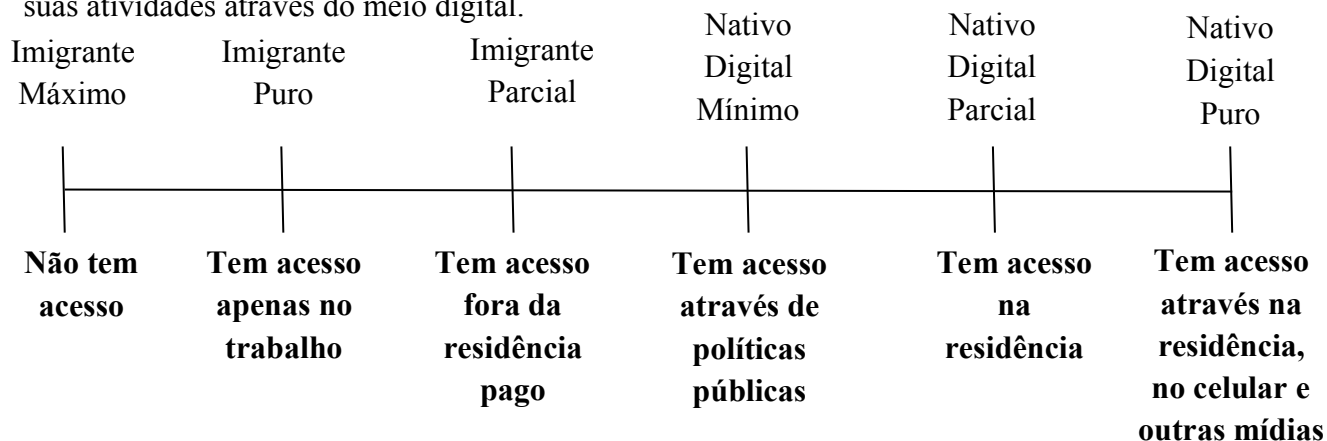 suas atividades através do meio digital.
Imigrante
Máximo
Imigrante
Puro
Imigrante
Parcial
Nativo
Digital
Mínimo
Nativo
Digital
Parcial
Nativo
Digital
Puro
Não tem
acesso
Tem acesso
apenas no
trabalho
Tem acesso
fora da
residência
pago
Tem acesso
através de
políticas
públicas
Tem acesso
na
residência
Tem acesso
através na
residência,
no celular e
outras mídias